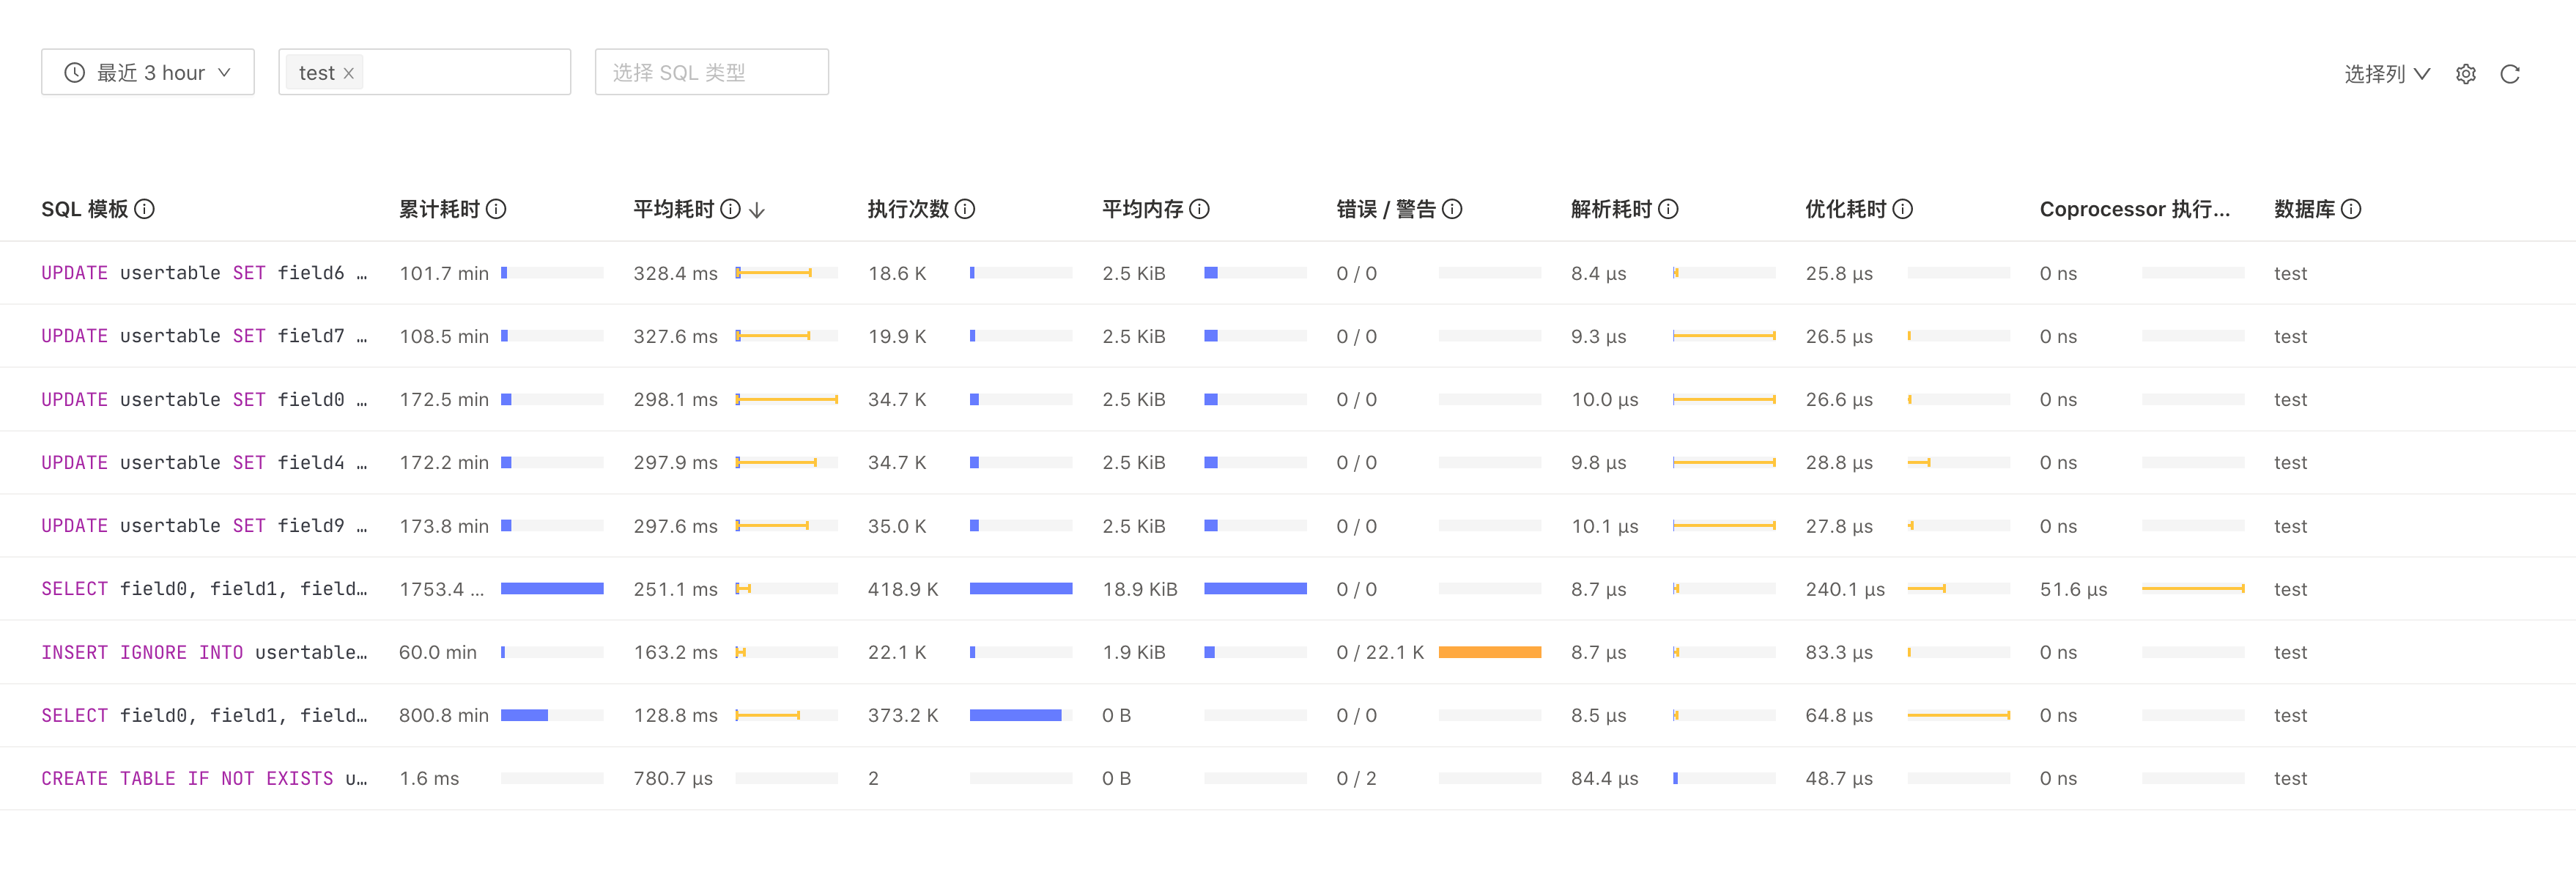 最近 3 hour test 选择 SQL 类型 选择列
SQL 模板 累计耗时 平均耗时 执行次数 平均内存 错误 / 警告 解析耗时 优化耗时 Coprocessor 执行... 数据库
UPDATE usertable SET field6 … 101.7 min 328.4 ms 18.6 K 2.5 KiB 0 / 0 8.4 µs 25.8 µs 0 ns test
UPDATE usertable SET field7 … 108.5 min 327.6 ms 19.9 K 2.5 KiB 0 / 0 9.3 µs 26.5 µs 0 ns test
UPDATE usertable SET field0 … 172.5 min 298.1 ms 34.7 K 2.5 KiB 0 / 0 10.0 µs 26.6 µs 0 ns test
UPDATE usertable SET field4 … 172.2 min 297.9 ms 34.7 K 2.5 KiB 0 / 0 9.8 µs 28.8 µs 0 ns test
UPDATE usertable SET field9 … 173.8 min 297.6 ms 35.0 K 2.5 KiB 0 / 0 10.1 µs 27.8 µs 0 ns test
SELECT field0, field1, field… 1753.4 ... 251.1 ms 418.9 K 18.9 KiB 0 / 0 8.7 µs 240.1 µs 51.6 µs test
INSERT IGNORE INTO usertable… 60.0 min 163.2 ms 22.1 K 1.9 KiB 0 / 22.1 K 8.7 µs 83.3 µs 0 ns test
SELECT field0, field1, field… 800.8 min 128.8 ms 373.2 K 0 B 0 / 0 8.5 µs 64.8 µs 0 ns test
CREATE TABLE IF NOT EXISTS u… 1.6 ms 780.7 µs 2 0 B 0 / 2 84.4 µs 48.7 µs 0 ns test